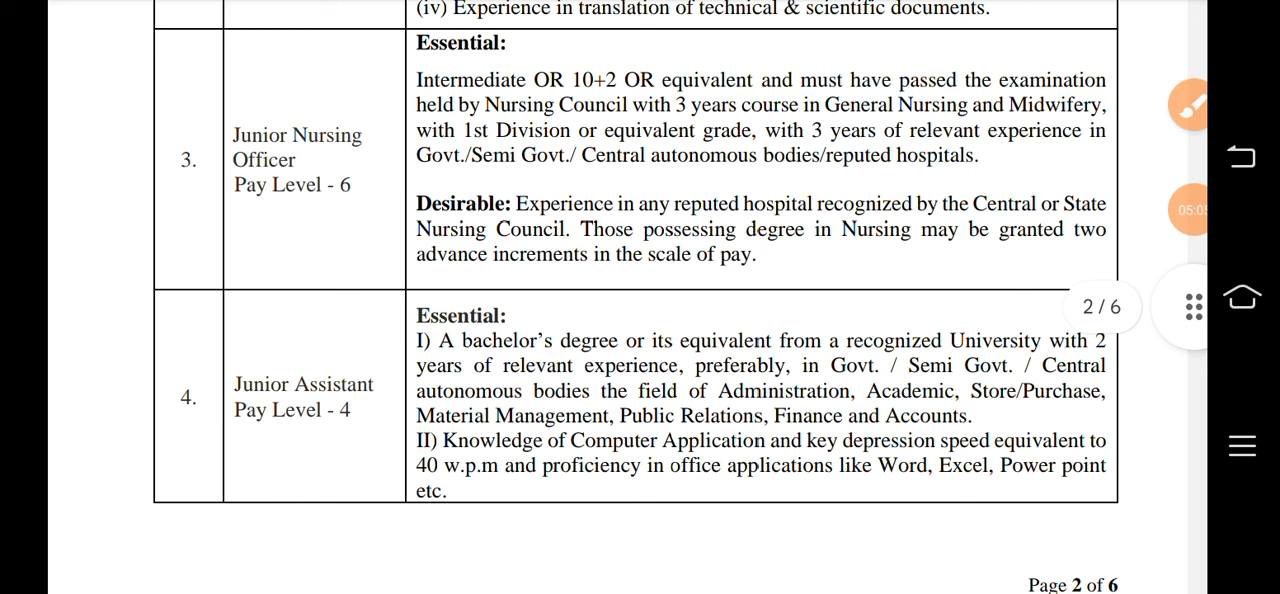 (iv) Experience in translation of technical & scientific documents.
3.
Junior Nursing
Officer
Pay Level - 6
Essential:
Intermediate OR 10+2 OR equivalent and must have passed the examination
held by Nursing Council with 3 years course in General Nursing and Midwifery,
with 1st Division or equivalent grade, with 3 years of relevant experience in
Govt./Semi Govt./ Central autonomous bodies/reputed hospitals.
Desirable: Experience in any reputed hospital recognized by the Central or State
Nursing Council. Those possessing degree in Nursing may be granted two
advance increments in the scale of pay.
4.
Junior Assistant
Pay Level - 4
Essential:
I) A bachelor’s degree or its equivalent from a recognized University with 2
years of relevant experience, preferably, in Govt. / Semi Govt. / Central
autonomous bodies the field of Administration, Academic, Store/Purchase,
Material Management, Public Relations, Finance and Accounts.
II) Knowledge of Computer Application and key depression speed equivalent to
40 w.p.m and proficiency in office applications like Word, Excel, Power point
etc.
2 / 6
Page 2 of 6